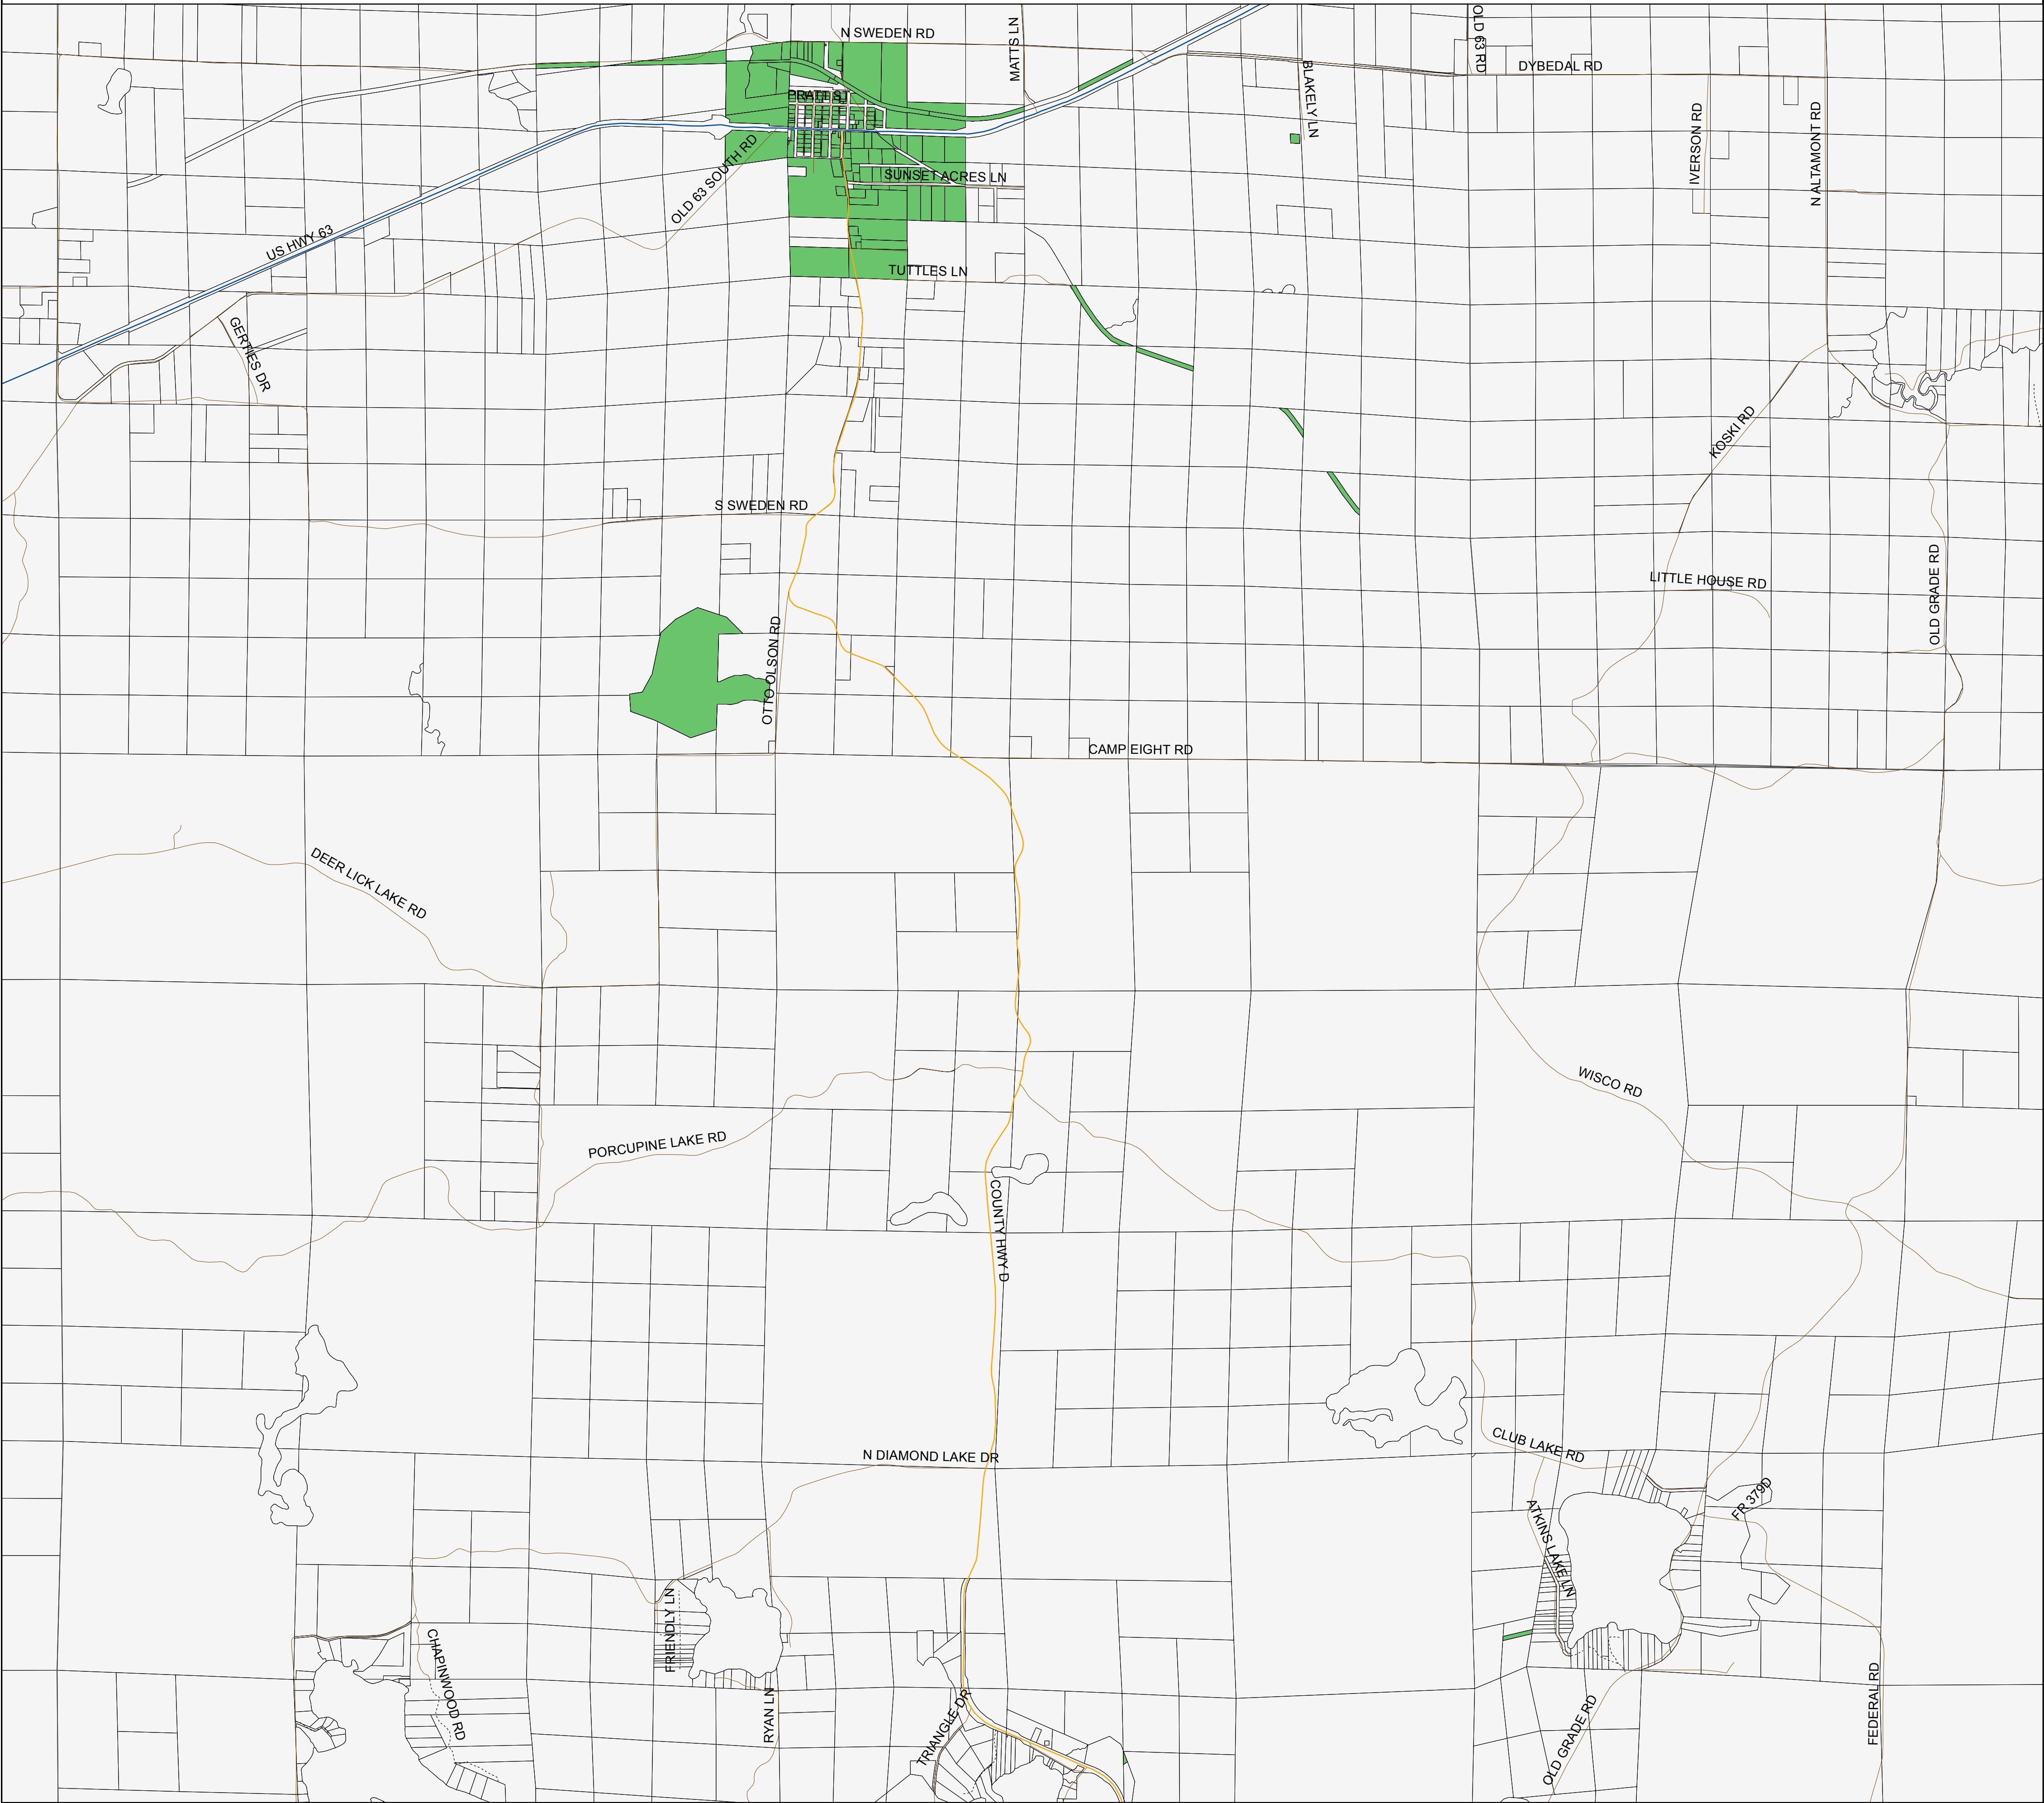 N SWEDEN RD
MATTS LN
OLD 63 RD
DYBEDAL RD
BLAKELY LN
PRATT ST
IVERSON RD
N ALTAMONT RD
OLD 63 SOUTH RD
SUNSET ACRES LN
US HWY 63
TUTTLES LN
GERTIES DR
KOSKI RD
S SWEDEN RD
LITTLE HOUSE RD
OLD GRADE RD
OTTO OLSON RD
CAMP EIGHT RD
DEER LICK LAKE RD
WISCO RD
PORCUPINE LAKE RD
COUNTY HWY D
N DIAMOND LAKE DR
CLUB LAKE RD
FR 379D
ATKINS LAKE LN
FRIENDLY LN
CHAPINWOOD RD
RYAN LN
TRIANGLE DR
OLD GRADE RD
FEDERAL RD